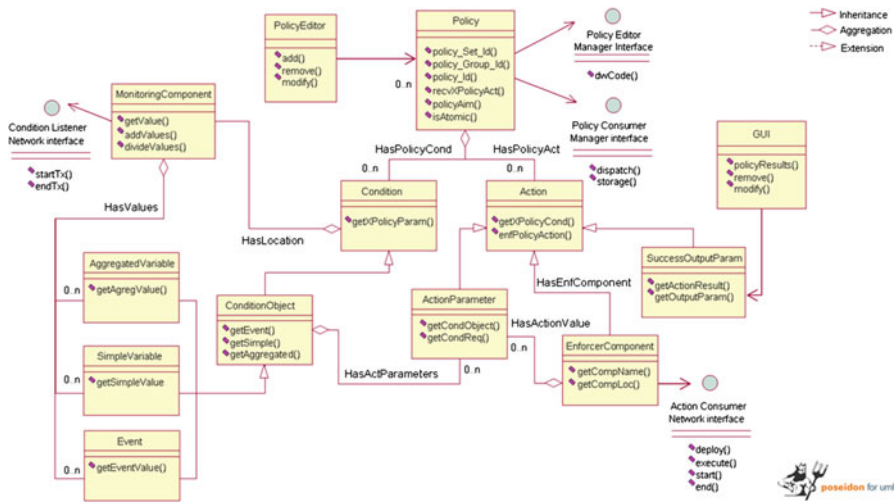 PolicyEditor
add()
remove()
modify()
Policy
policy_Set_Id()
policy_Group_Id()
policy_Id()
recvXPolicyAct()
policyAim()
isAtomic()
0..n
Policy Editor
Manager Interface
dwCode()
Inheritance
Aggregation
Extension
MonitoringComponent
getValue()
addValues()
divideValues()
Condition Listener
Network interface
startTx()
endTx()
Policy Consumer
Manager interface
dispatch()
storage()
GUI
policyResults()
remove()
modify()
HasPolicyCond
0..n
HasPolicyAct
0..n
Condition
getXPolicyParam()
Action
getXPolicyCond()
enfPolicyAction()
HasValues
HasLocation
SuccessOutputParam
getActionResult()
getOutputParam()
HasEnfComponent
AggregatedVariable
getAgregValue()
0..n
ConditionObject
getEvent()
getSimple()
getAggregated()
ActionParameter
getCondObject()
getCondReq()
HasActionValue
0..n
EnforcerComponent
getCompName()
getCompLoc()
SimpleVariable
getSimpleValue
0..n
HasActParameters
0..n
Action Consumer
Network interface
deploy()
execute()
start()
end()
Event
getEventValue()
0..n
poseidon for uml